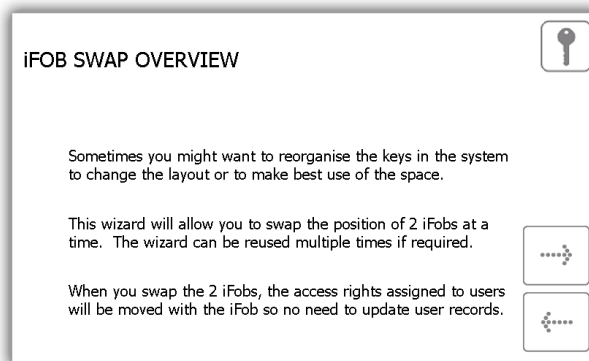 iFOB SWAP OVERVIEW
Sometimes you might want to reorganise the keys in the system
to change the layout or to make best use of the space.
This wizard will allow you to swap the position of 2 iFobs at a
time.  The wizard can be reused multiple times if required.
When you swap the 2 iFobs, the access rights assigned to users
will be moved with the iFob so no need to update user records.